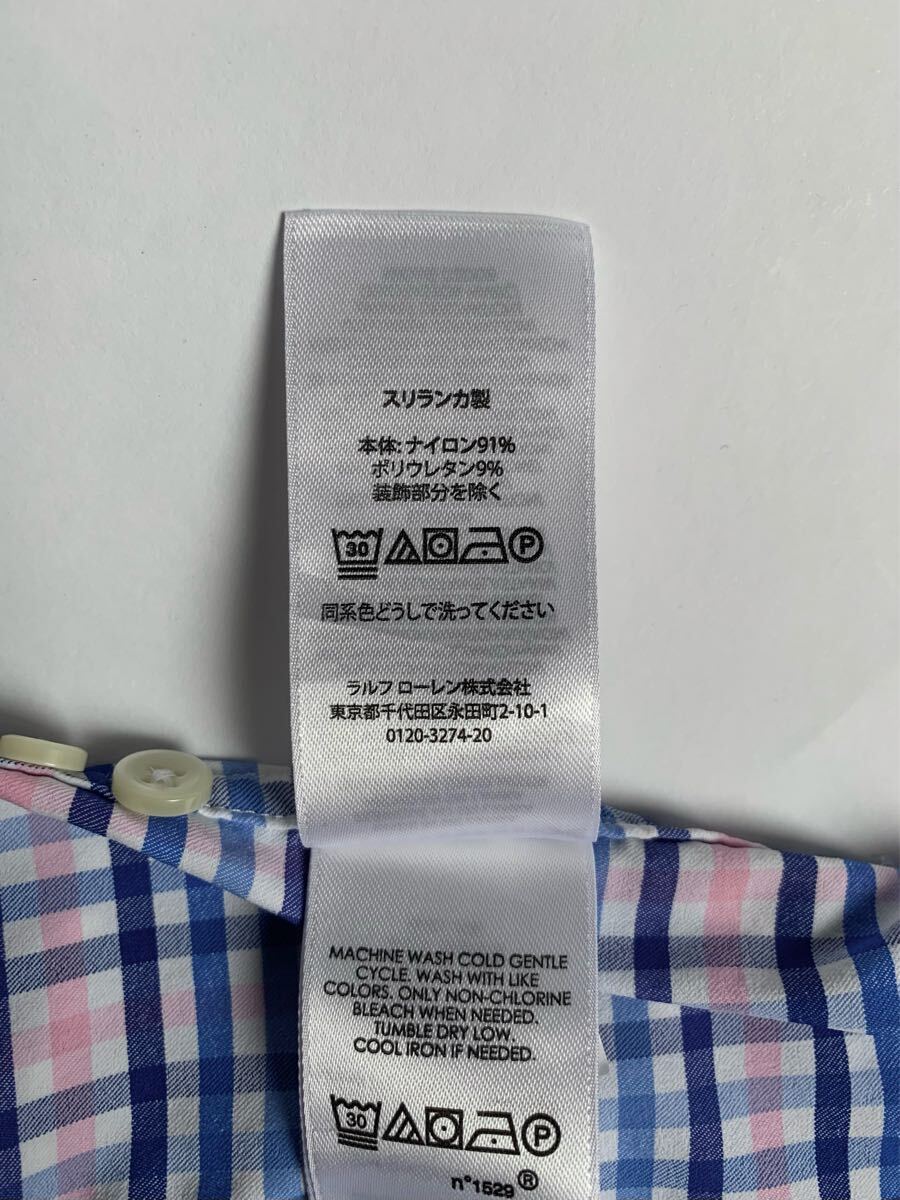 スリランカ製
本体: ナイロン91%
ポリウレタン9%
装飾部分を除く
30 P
同系色どうしで洗ってください
ラルフ ローレン株式会社
東京都千代田区永田町2-10-1
0120-3274-20
MACHINE WASH COLD GENTLE
CYCLE. WASH WITH LIKE
COLORS. ONLY NON-CHLORINE
BLEACH WHEN NEEDED.
TUMBLE DRY LOW.
COOL IRON IF NEEDED.
30 P
n°1529 ®